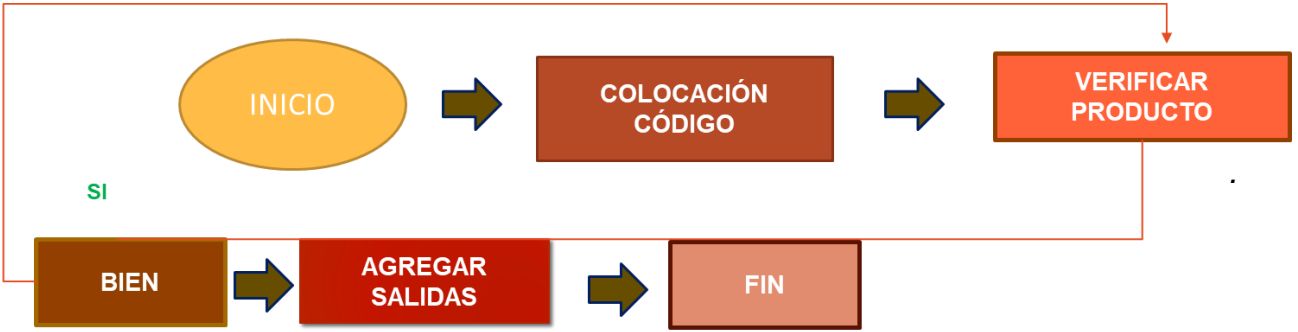 INICIO
COLOCACIÓN
CÓDIGO
VERIFICAR
PRODUCTO
.
SI
BIEN
AGREGAR
SALIDAS
FIN